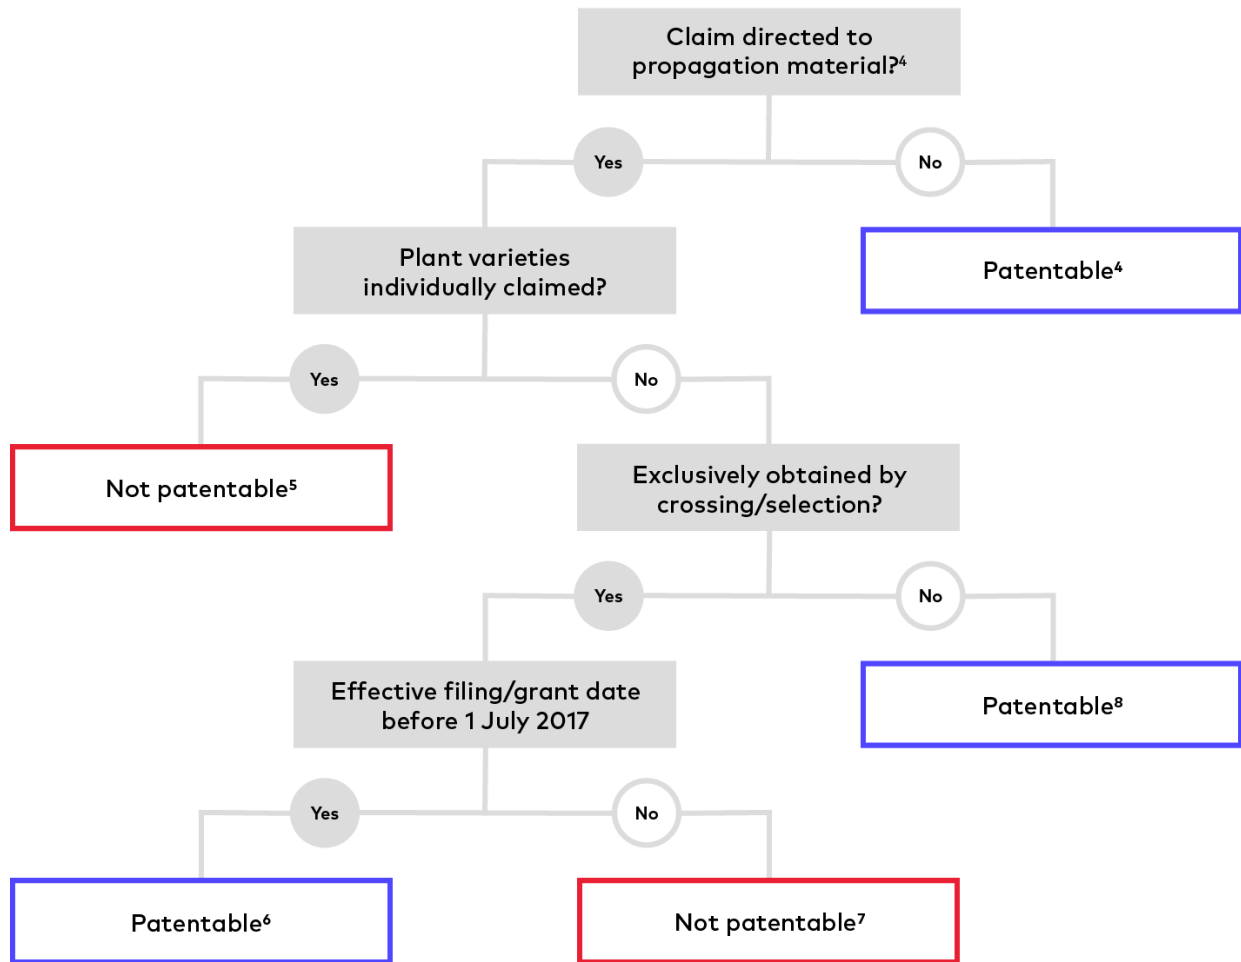 Claim directed to
propagation material?⁴
Yes
No
Plant varieties
individually claimed?
Patentable⁴
Yes
No
Not patentable⁵
Exclusively obtained by
crossing/selection?
Yes
No
Effective filing/grant date
before 1 July 2017
Patentable⁸
Yes
No
Patentable⁶
Not patentable⁷